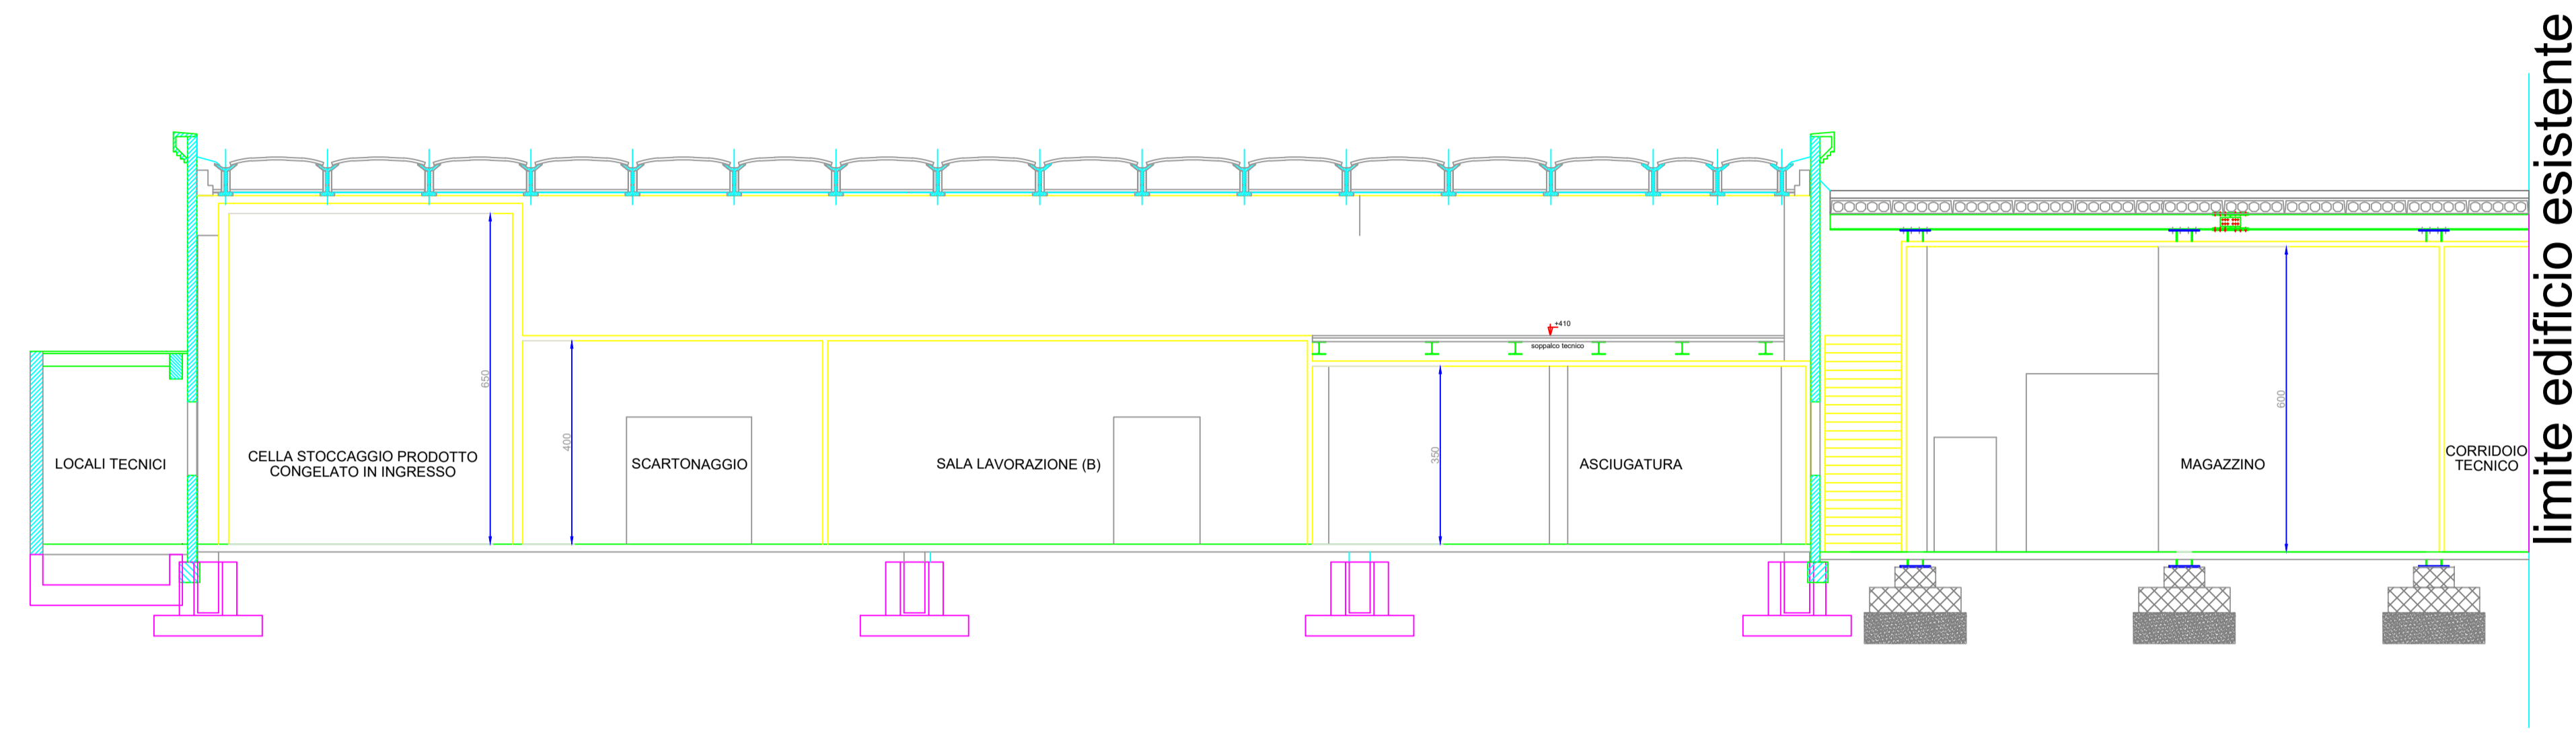 limite edificio esistente
+410
soppalco tecnico
650
400
350
600
LOCALI TECNICI
CELLA STOCCAGGIO PRODOTTO
CONGELATO IN INGRESSO
SCARTONAGGIO
SALA LAVORAZIONE (B)
ASCIUGATURA
MAGAZZINO
CORRIDOIO
TECNICO